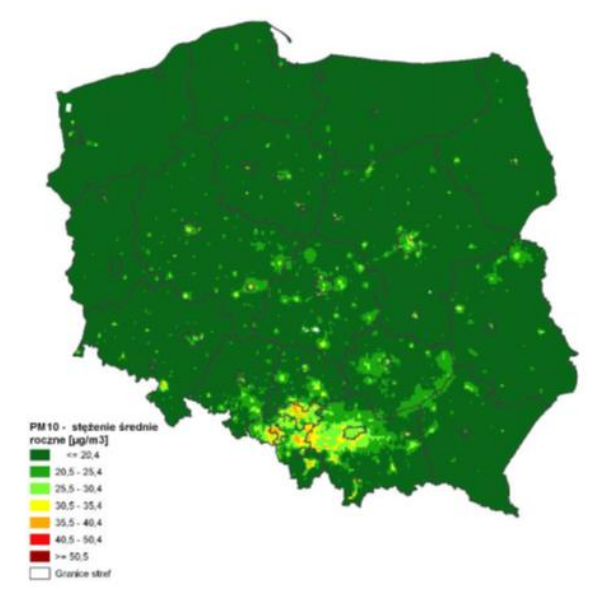 PM10 - stężenie średnie
roczne [µg/m3]
<= 20,4
20,5 - 25,4
25,5 - 30,4
30,5 - 35,4
35,5 - 40,4
40,5 - 50,4
>= 50,5
Granice stref